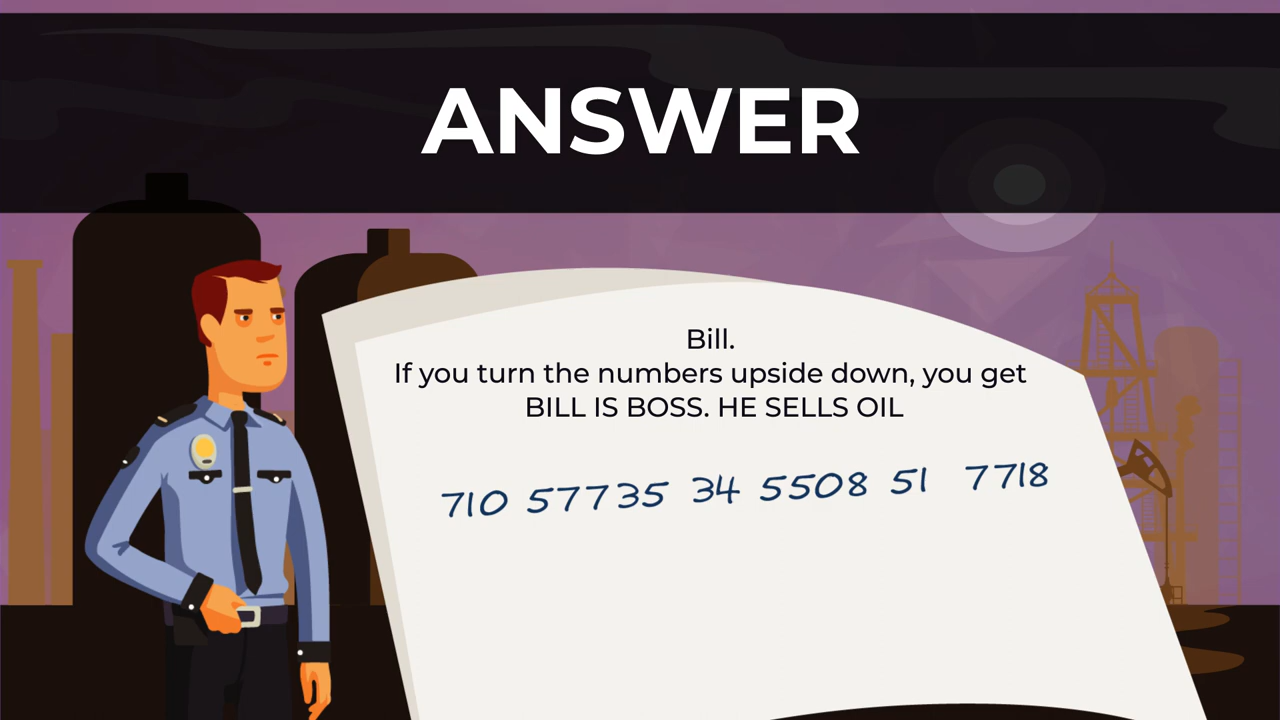 ANSWER
Bill.
If you turn the numbers upside down, you get
BILL IS BOSS. HE SELLS OIL
710 57735 34 5508 51 7718